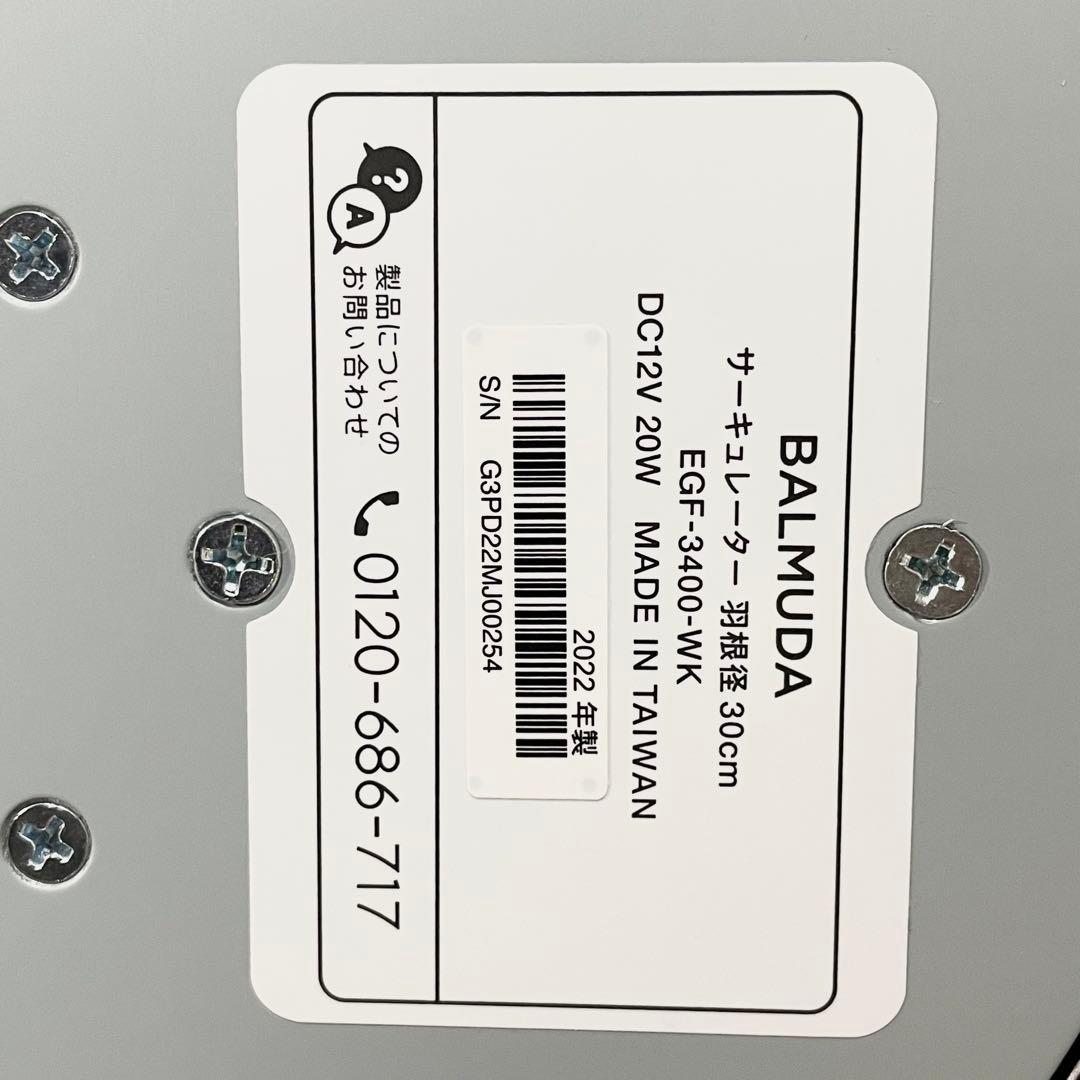 BALMUDA
サーキュレーター 羽根径 30cm
EGF-3400-WK
DC12V 20W MADE IN TAIWAN
2022 年製
S/N G3PD22MJ00254
? A
製品についての
お問い合わせ
0120-686-717